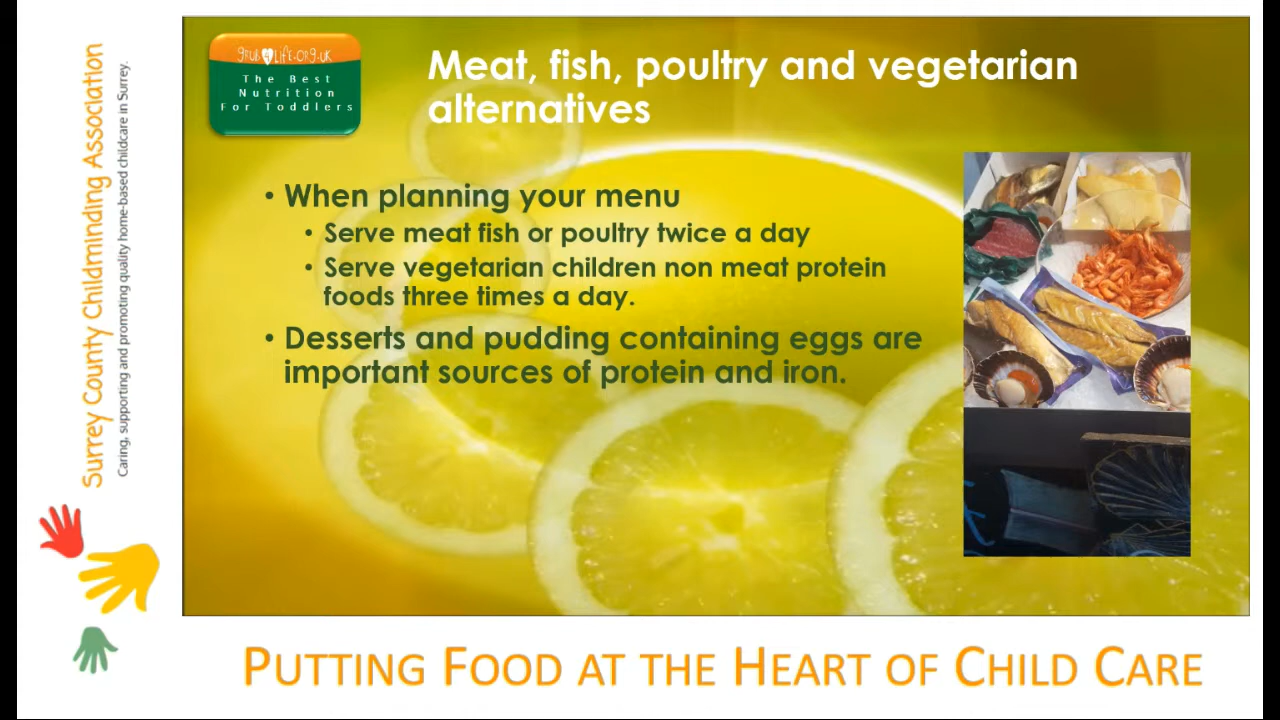 Surrey County Childminding Association
Caring, supporting and promoting quality home-based childcare in Surrey.
grub4Life.org.uk
The Best
Nutrition
For Toddlers
Meat, fish, poultry and vegetarian
alternatives
• When planning your menu
• Serve meat fish or poultry twice a day
• Serve vegetarian children non meat protein
foods three times a day.
• Desserts and pudding containing eggs are
important sources of protein and iron.
PUTTING FOOD AT THE HEART OF CHILD CARE